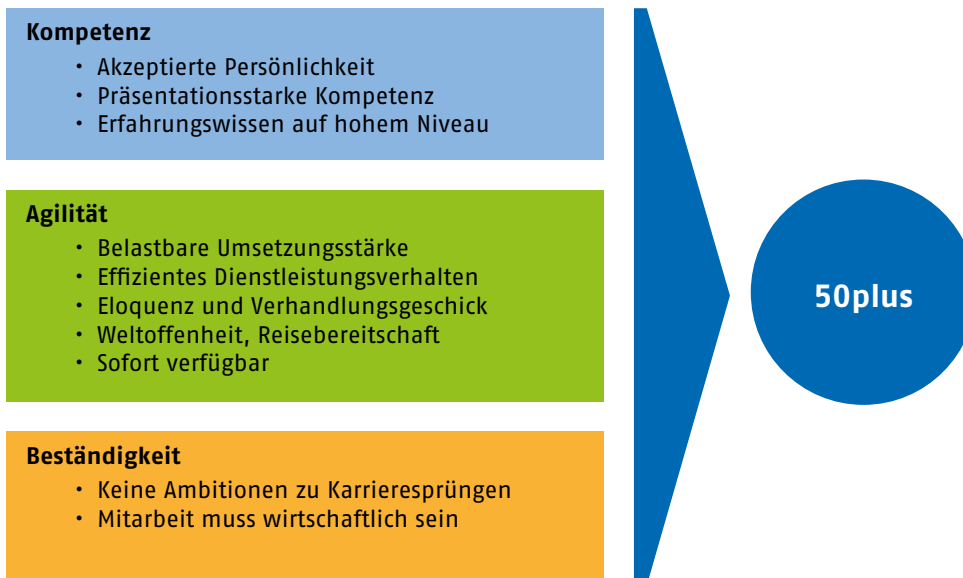 Kompetenz
• Akzeptierte Persönlichkeit
• Präsentationsstarke Kompetenz
• Erfahrungswissen auf hohem Niveau
Agilität
• Belastbare Umsetzungsstärke
• Effizientes Dienstleistungsverhalten
• Eloquenz und Verhandlungsgeschick
• Weltoffenheit, Reisebereitschaft
• Sofort verfügbar
Beständigkeit
• Keine Ambitionen zu Karrieresprüngen
• Mitarbeit muss wirtschaftlich sein
50plus